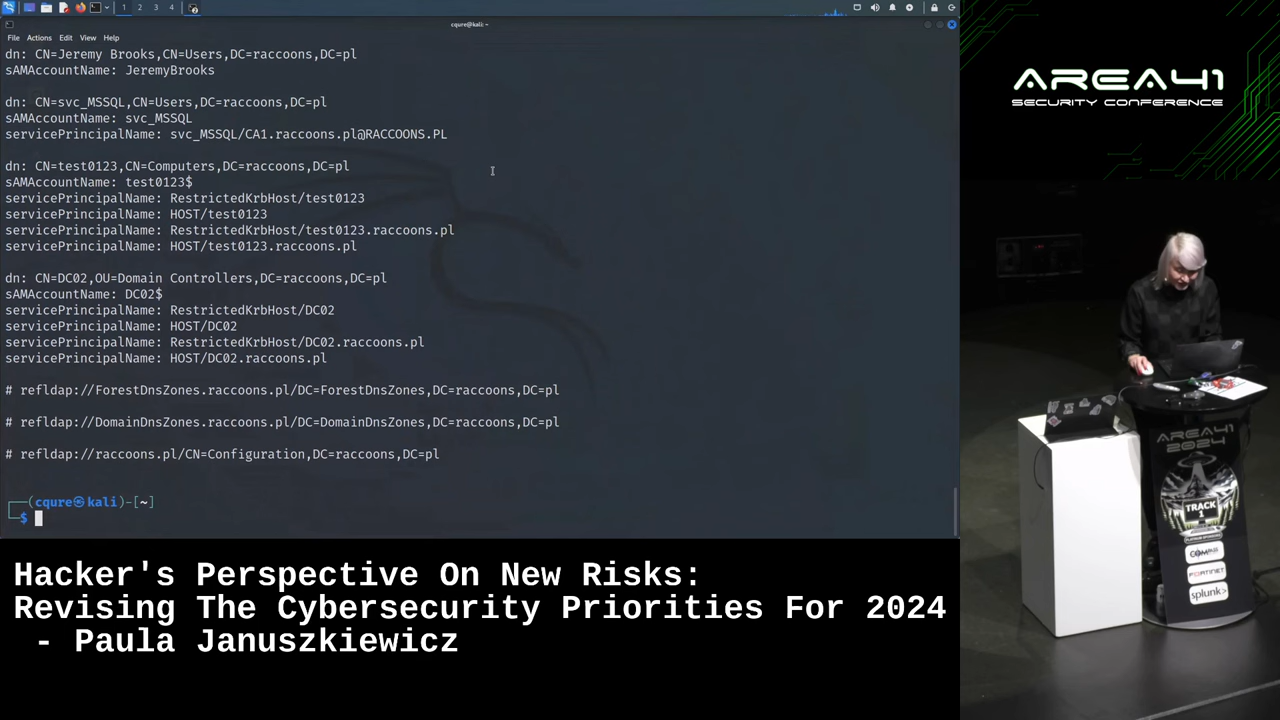 1 2 3 4
cqure@kali: ~
File Actions Edit View Help
dn: CN=Jeremy Brooks,CN=Users,DC=raccoons,DC=pl
sAMAccountName: JeremyBrooks
dn: CN=svc_MSSQL,CN=Users,DC=raccoons,DC=pl
sAMAccountName: svc_MSSQL
servicePrincipalName: svc_MSSQL/CA1.raccoons.pl@RACCOONS.PL
dn: CN=test0123,CN=Computers,DC=raccoons,DC=pl
sAMAccountName: test0123$
servicePrincipalName: RestrictedKrbHost/test0123
servicePrincipalName: HOST/test0123
servicePrincipalName: RestrictedKrbHost/test0123.raccoons.pl
servicePrincipalName: HOST/test0123.raccoons.pl
dn: CN=DC02,OU=Domain Controllers,DC=raccoons,DC=pl
sAMAccountName: DC02$
servicePrincipalName: RestrictedKrbHost/DC02
servicePrincipalName: HOST/DC02
servicePrincipalName: RestrictedKrbHost/DC02.raccoons.pl
servicePrincipalName: HOST/DC02.raccoons.pl
# refldap://ForestDnsZones.raccoons.pl/DC=ForestDnsZones,DC=raccoons,DC=pl
# refldap://DomainDnsZones.raccoons.pl/DC=DomainDnsZones,DC=raccoons,DC=pl
# refldap://raccoons.pl/CN=Configuration,DC=raccoons,DC=pl
┌──(cqure㉿kali)-[~]
└─$
AREA41
SECURITY CONFERENCE
AREA41
2024
TRACK
1
COMPASS
FORTINET
splunk>
Hacker's Perspective On New Risks:
Revising The Cybersecurity Priorities For 2024
- Paula Januszkiewicz